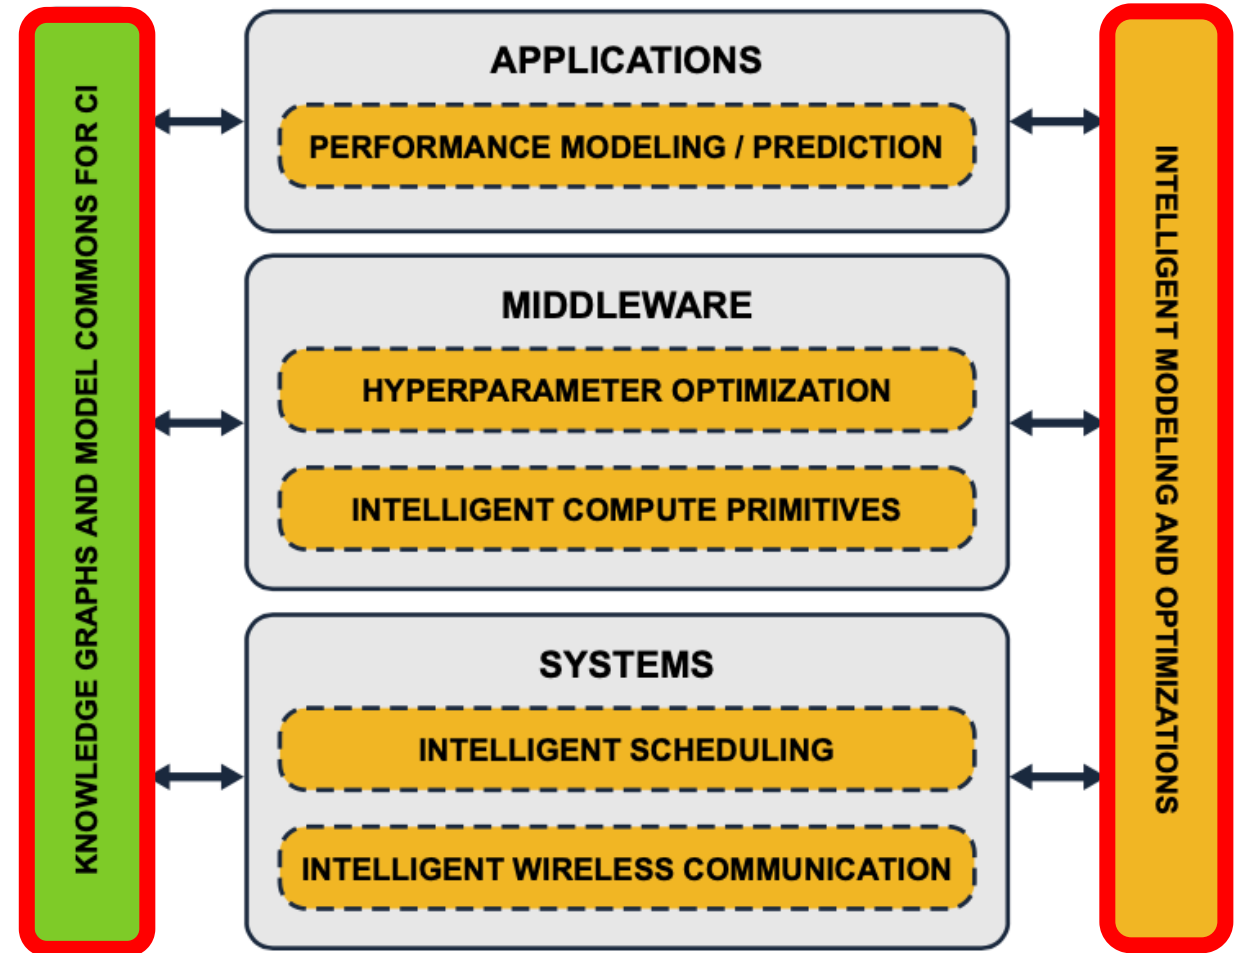 KNOWLEDGE GRAPHS AND MODEL COMMONS FOR CI
APPLICATIONS
PERFORMANCE MODELING / PREDICTION
MIDDLEWARE
HYPERPARAMETER OPTIMIZATION
INTELLIGENT COMPUTE PRIMITIVES
SYSTEMS
INTELLIGENT SCHEDULING
INTELLIGENT WIRELESS COMMUNICATION
INTELLIGENT MODELING AND OPTIMIZATIONS